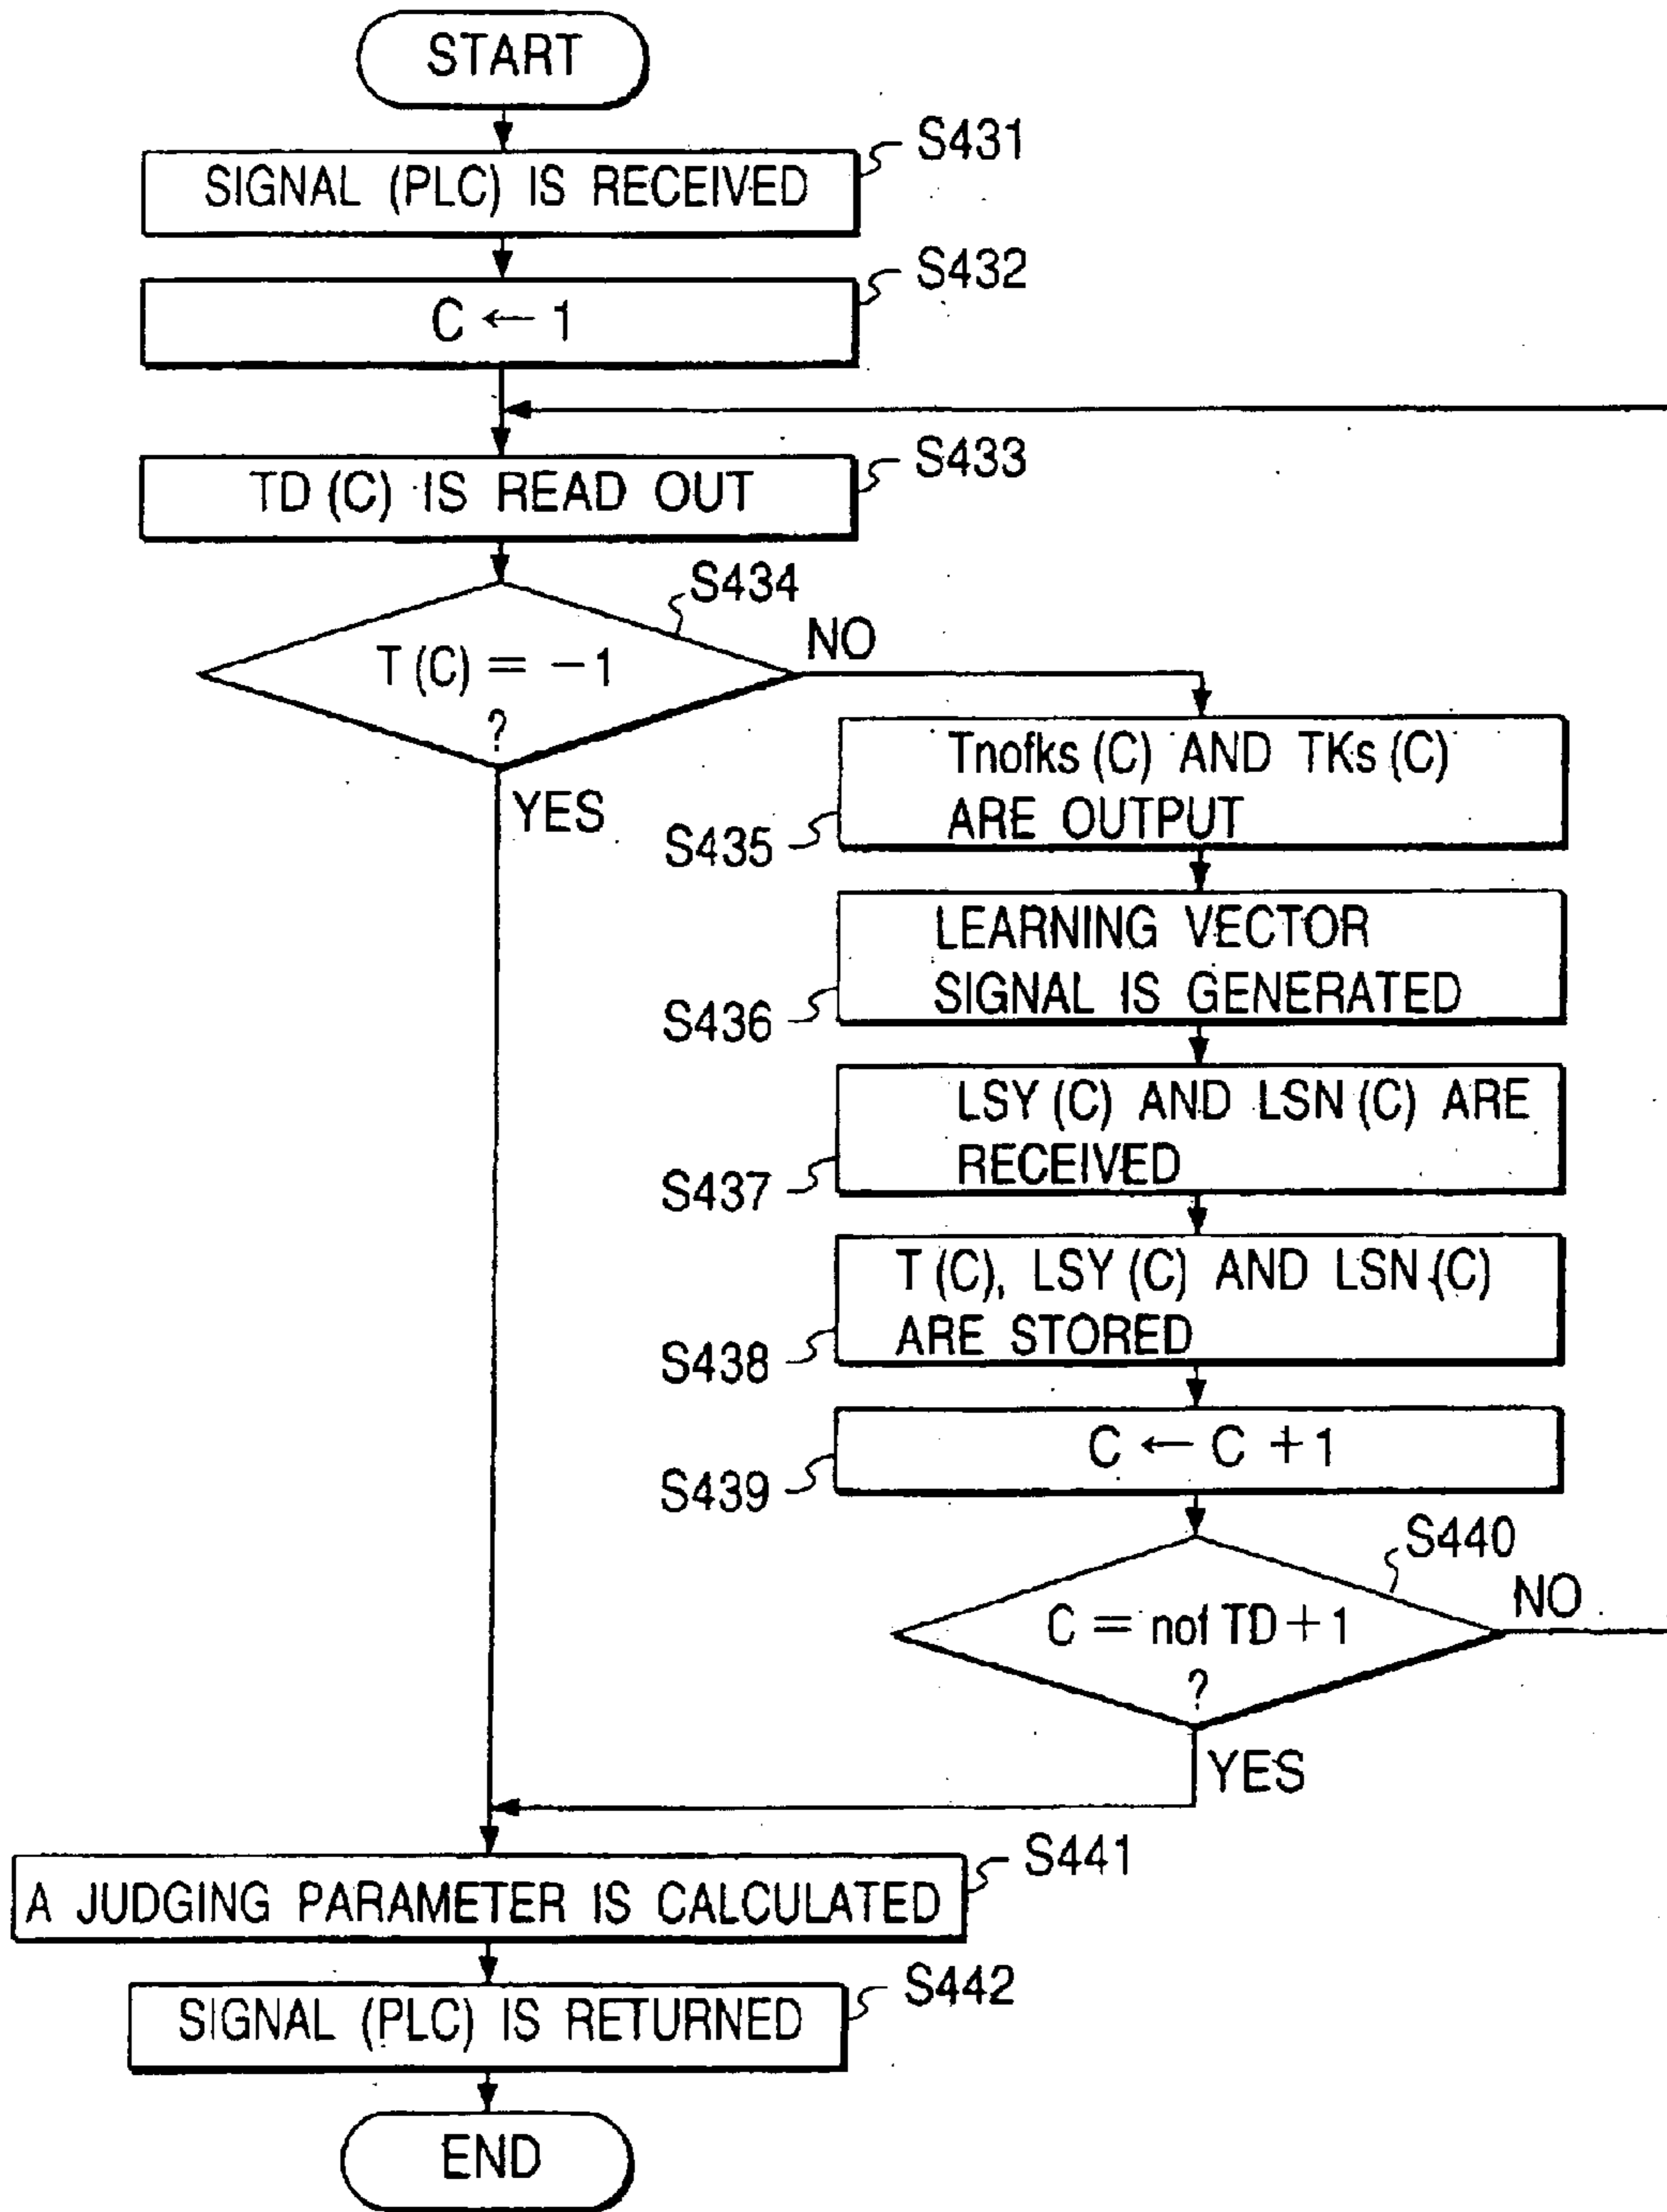 START
S431
SIGNAL (PLC) IS RECEIVED
S432
C ← 1
S433
TD (C) IS READ OUT
S434
T (C) = −1
?
NO
YES
Tnofks (C) AND TKs (C)
ARE OUTPUT
S435
LEARNING VECTOR
SIGNAL IS GENERATED
S436
LSY (C) AND LSN (C) ARE
RECEIVED
S437
T (C), LSY (C) AND LSN (C)
ARE STORED
S438
C ← C + 1
S439
S440
C = nof TD + 1
?
NO
YES
S441
A JUDGING PARAMETER IS CALCULATED
S442
SIGNAL (PLC) IS RETURNED
END